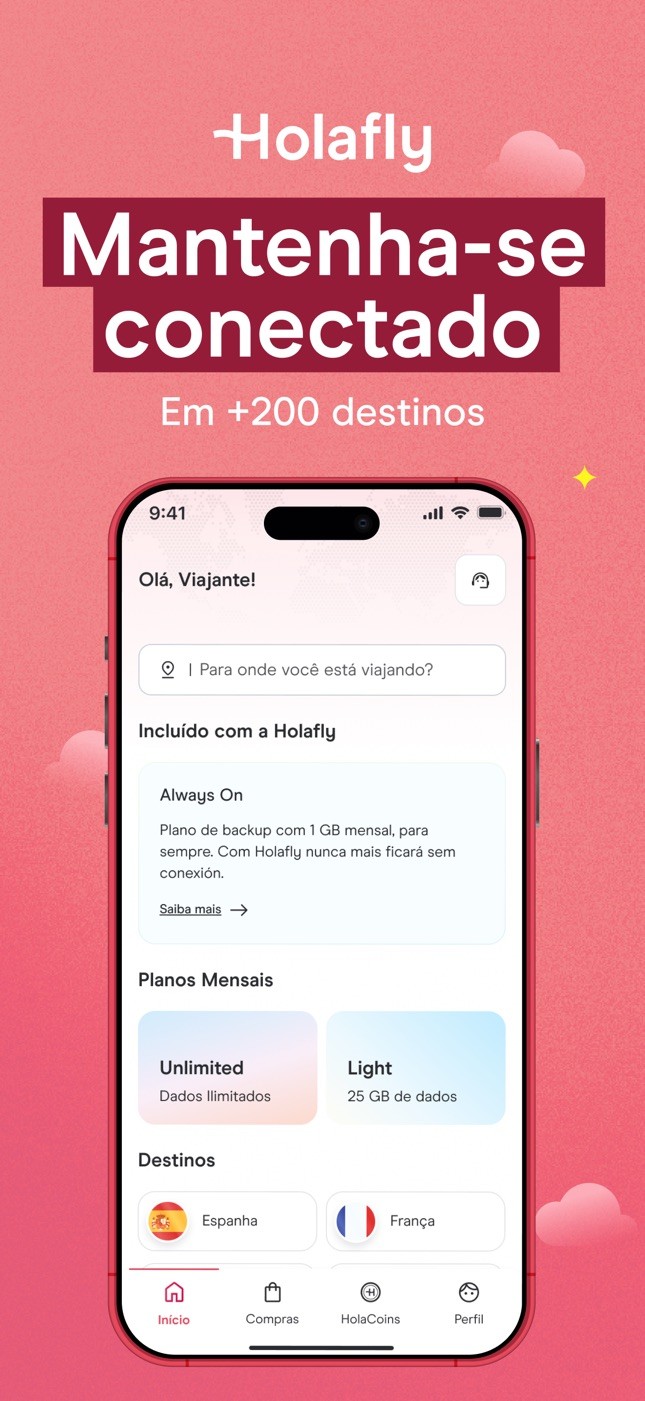 Holafly
Mantenha-se
conectado
Em +200 destinos
9:41
Olá, Viajante!
| Para onde você está viajando?
Incluído com a Holafly
Always On
Plano de backup com 1 GB mensal, para
sempre. Com Holafly nunca mais ficará sem
conexión.
Saiba mais →
Planos Mensais
Unlimited
Dados Ilimitados
Light
25 GB de dados
Destinos
Espanha
França
Início
Compras
HolaCoins
Perfil